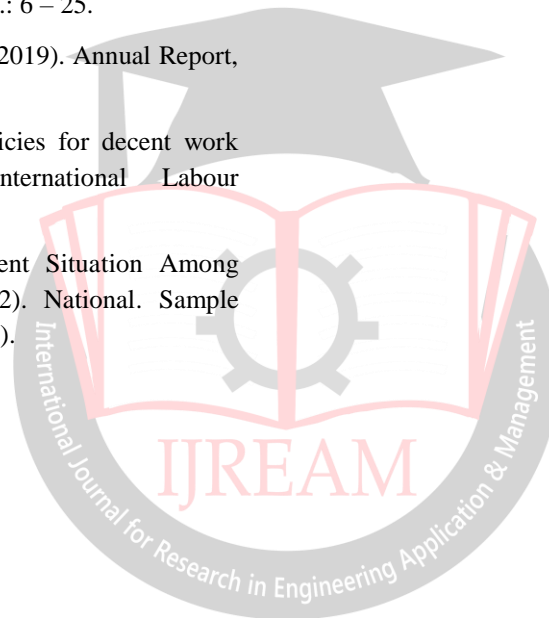 .: 6 – 25.
2019). Annual Report,
icies for decent work
nternational Labour
ent Situation Among
2). National. Sample
).
IJREAM
International Journal for Research in Engineering Application & Management